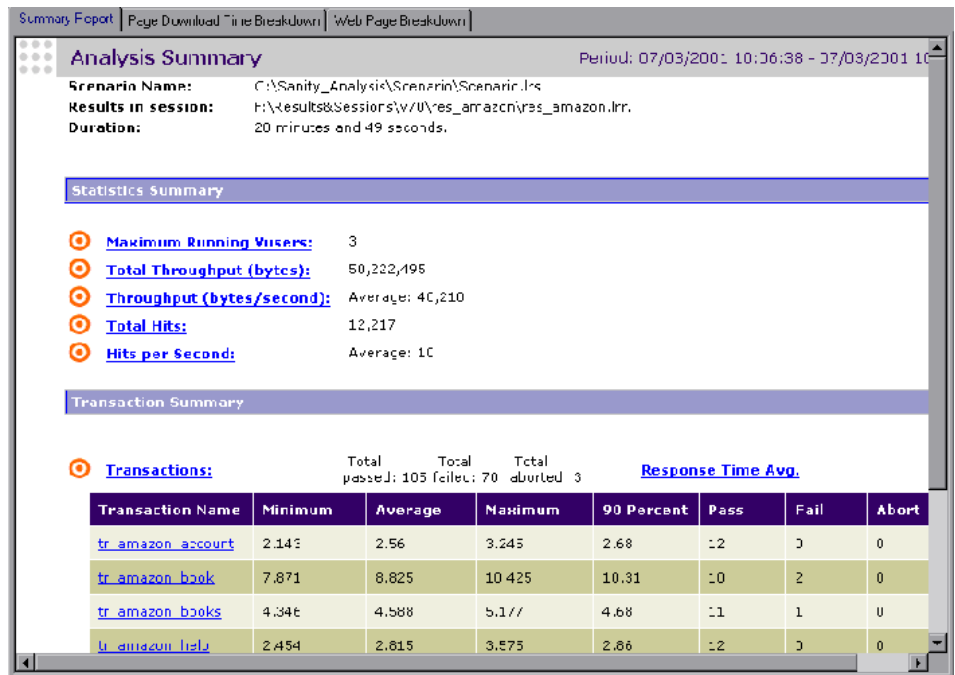 Summary Report Page Download Time Breakdown Web Page Breakdown
Analysis Summary Period: 07/03/2001 10:06:38 - 07/03/2001 10
Scenario Name: C:\Sanity_Analysis\Scenario\Scenario.lrs
Results in session: F:\Results&Sessions\v70\res_amazon\res_amazon.lrr.
Duration: 20 minutes and 49 seconds.
Statistics Summary
Maximum Running Vusers: 3
Total Throughput (bytes): 50,222,495
Throughput (bytes/second): Average: 40,210
Total Hits: 12,217
Hits per Second: Average: 10
Transaction Summary
Transactions: Total passed: 105 Total failed: 70 Total aborted: 3 Response Time Avg.
Transaction Name Minimum Average Maximum 90 Percent Pass Fail Abort
tr_amazon_account 2.143 2.56 3.245 2.68 12 0 0
tr_amazon_book 7.871 8.825 10.425 10.31 10 2 0
tr_amazon_books 4.346 4.588 5.177 4.68 11 1 0
tr_amazon_help 2.454 2.815 3.575 2.86 12 0 0